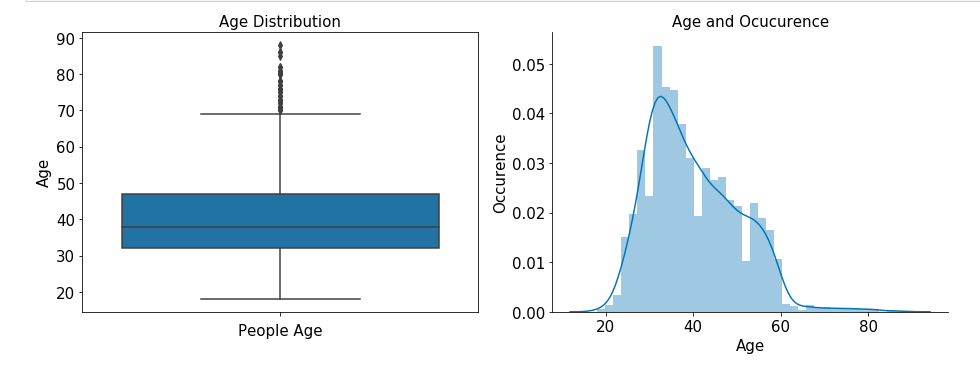 Age Distribution
90
80
70
60
50
40
30
20
Age
People Age
Age and Ocucurence
0.05
0.04
0.03
0.02
0.01
0.00
Occurence
20 40 60 80
Age